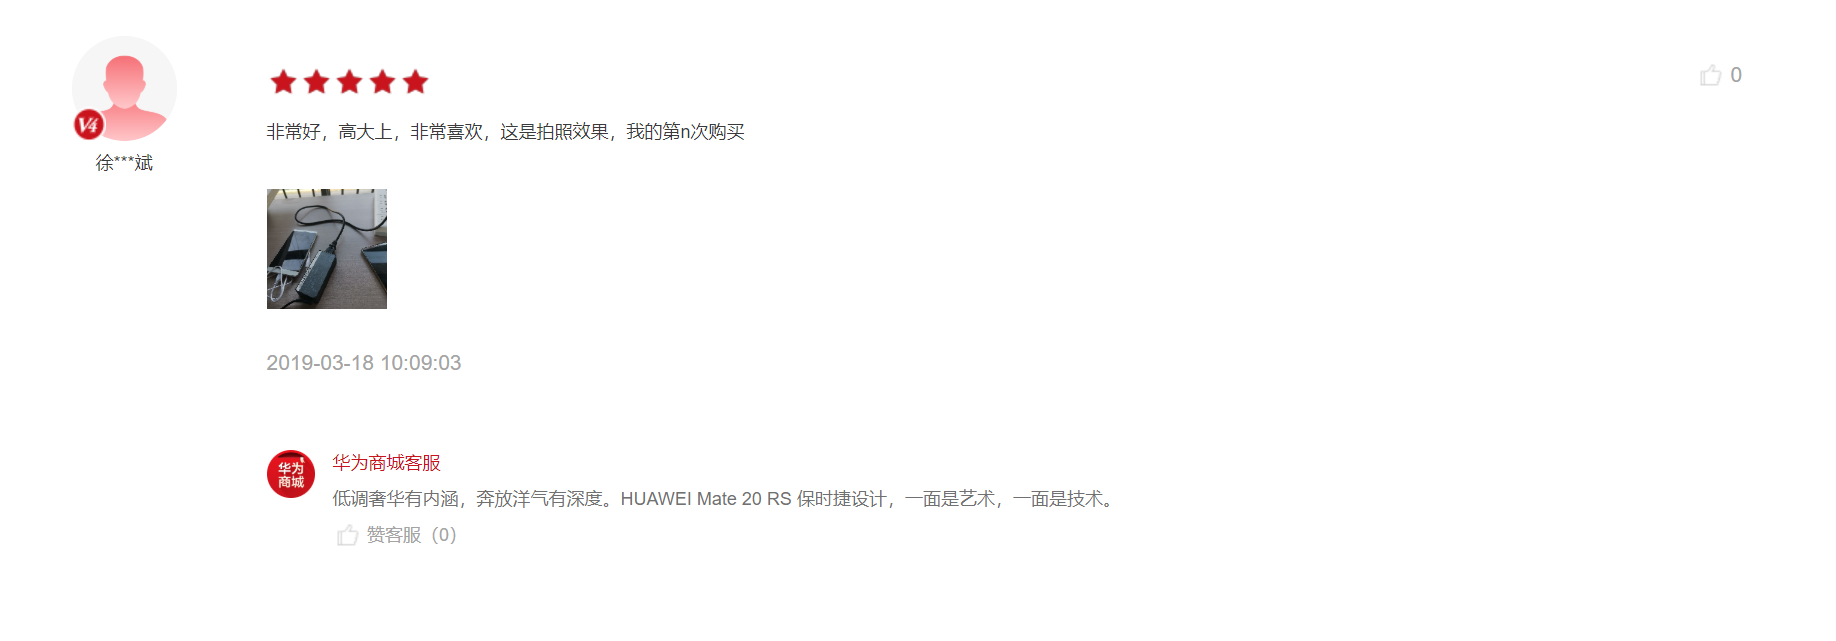 0
非常好，高大上，非常喜欢，这是拍照效果，我的第n次购买
V4
徐***斌
2019-03-18 10:09:03
华为
商城
华为商城客服
低调奢华有内涵，奔放洋气有深度。HUAWEI Mate 20 RS 保时捷设计，一面是艺术，一面是技术。
赞客服（0）